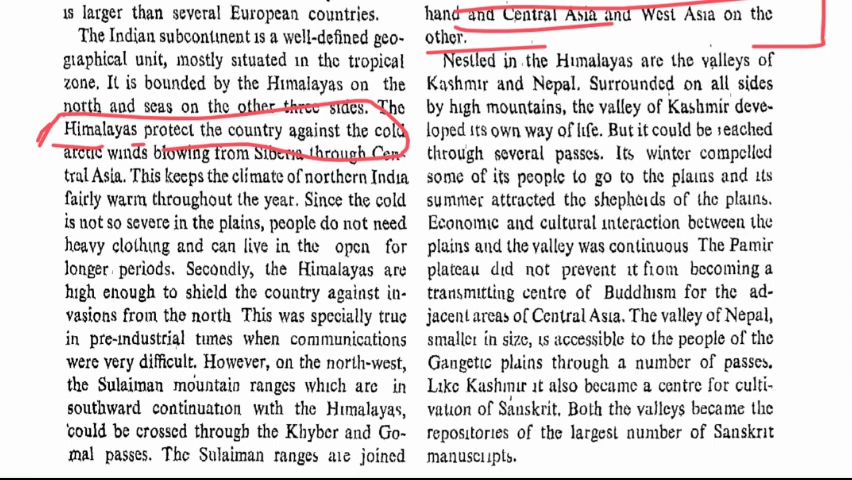 is larger than several European countries.
The Indian subcontinent is a well-defined geo-
graphical unit, mostly situated in the tropical
zone. It is bounded by the Himalayas on the
north and seas on the other three sides. The
Himalayas protect the country against the cold
arctic winds blowing from Siberia through Cen-
tral Asia. This keeps the climate of northern India
fairly warm throughout the year. Since the cold
is not so severe in the plains, people do not need
heavy clothing and can live in the open for
longer periods. Secondly, the Himalayas are
high enough to shield the country against in-
vasions from the north This was specially true
in pre-industrial times when communications
were very difficult. However, on the north-west,
the Sulaiman mountain ranges which are in
southward continuation with the Himalayas,
could be crossed through the Khyber and Go-
mal passes. The Sulaiman ranges are joined
hand and Central Asia and West Asia on the
other.
Nestled in the Himalayas are the valleys of
Kashmir and Nepal. Surrounded on all sides
by high mountains, the valley of Kashmir deve-
loped its own way of life. But it could be reached
through several passes. Its winter compelled
some of its people to go to the plains and its
summer attracted the shepherds of the plains.
Economic and cultural interaction between the
plains and the valley was continuous The Pamir
plateau did not prevent it from becoming a
transmitting centre of Buddhism for the ad-
jacent areas of Central Asia. The valley of Nepal,
smaller in size, is accessible to the people of the
Gangetic plains through a number of passes.
Like Kashmir it also became a centre for culti-
vation of Sanskrit. Both the valleys became the
repositories of the largest number of Sanskrit
manuscripts.